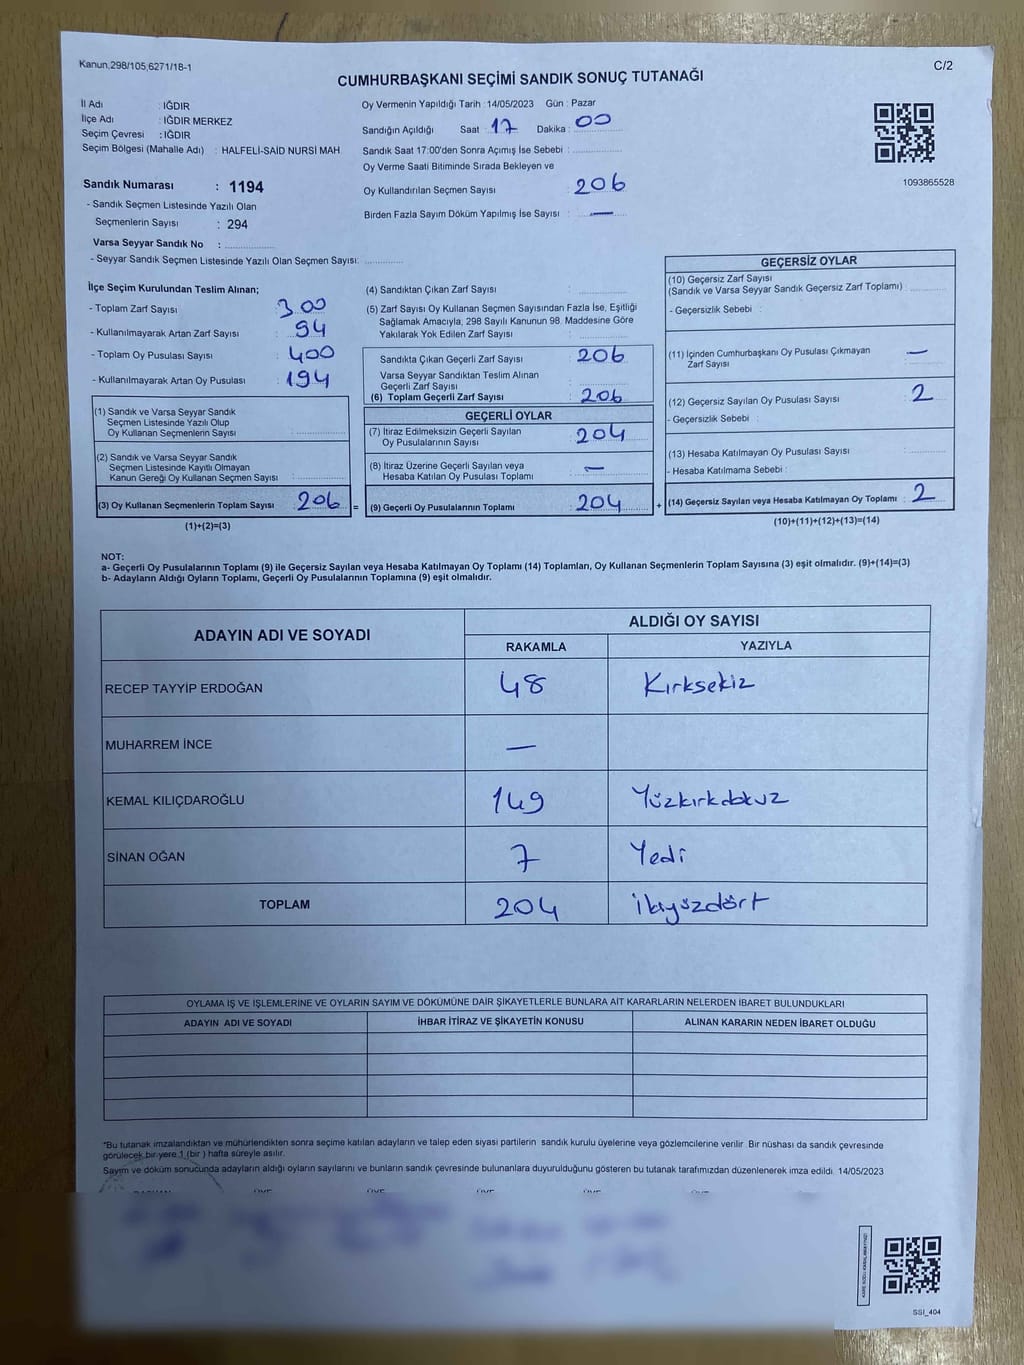 Kanun,298/105,6271/18-1
C/2
CUMHURBAŞKANI SEÇİMİ SANDIK SONUÇ TUTANAĞI
İl Adı : IĞDIR
İlçe Adı : IĞDIR MERKEZ
Seçim Çevresi : IĞDIR
Seçim Bölgesi (Mahalle Adı) : HALFELİ-SAİD NURSİ MAH.
Sandık Numarası : 1194
- Sandık Seçmen Listesinde Yazılı Olan
Seçmenlerin Sayısı : 294
Varsa Seyyar Sandık No :
- Seyyar Sandık Seçmen Listesinde Yazılı Olan Seçmen Sayısı:
Oy Vermenin Yapıldığı Tarih : 14/05/2023 Gün : Pazar
Sandığın Açıldığı Saat : 17 Dakika : 00
Sandık Saat 17:00'den Sonra Açımış İse Sebebi :
Oy Verme Saati Bitiminde Sırada Bekleyen ve
Oy Kullandırılan Seçmen Sayısı : 206
Birden Fazla Sayım Döküm Yapılmış İse Sayısı : —
1093865528
İlçe Seçim Kurulundan Teslim Alınan;
- Toplam Zarf Sayısı : 300
- Kullanılmayarak Artan Zarf Sayısı : 94
- Toplam Oy Pusulası Sayısı : 400
- Kullanılmayarak Artan Oy Pusulası : 194
(1) Sandık ve Varsa Seyyar Sandık
Seçmen Listesinde Yazılı Olup
Oy Kullanan Seçmenlerin Sayısı :
(2) Sandık ve Varsa Seyyar Sandık
Seçmen Listesinde Kayıtlı Olmayan
Kanun Gereği Oy Kullanan Seçmen Sayısı :
(3) Oy Kullanan Seçmenlerin Toplam Sayısı : 206 =
(1)+(2)=(3)
(4) Sandıktan Çıkan Zarf Sayısı :
(5) Zarf Sayısı Oy Kullanan Seçmen Sayısından Fazla İse, Eşitliği
Sağlamak Amacıyla, 298 Sayılı Kanunun 98. Maddesine Göre
Yakılarak Yok Edilen Zarf Sayısı :
Sandıkta Çıkan Geçerli Zarf Sayısı : 206
Varsa Seyyar Sandıktan Teslim Alınan
Geçerli Zarf Sayısı :
(6) Toplam Geçerli Zarf Sayısı : 206
GEÇERLİ OYLAR
(7) İtiraz Edilmeksizin Geçerli Sayılan
Oy Pusulalarının Sayısı : 204
(8) İtiraz Üzerine Geçerli Sayılan veya
Hesaba Katılan Oy Pusulası Toplamı : —
(9) Geçerli Oy Pusulalarının Toplamı : 204 +
GEÇERSİZ OYLAR
(10) Geçersiz Zarf Sayısı
(Sandık ve Varsa Seyyar Sandık Geçersiz Zarf Toplamı) :
- Geçersizlik Sebebi :
(11) İçinden Cumhurbaşkanı Oy Pusulası Çıkmayan
Zarf Sayısı : —
(12) Geçersiz Sayılan Oy Pusulası Sayısı : 2
- Geçersizlik Sebebi :
(13) Hesaba Katılmayan Oy Pusulası Sayısı :
- Hesaba Katılmama Sebebi :
(14) Geçersiz Sayılan veya Hesaba Katılmayan Oy Toplamı : 2
(10)+(11)+(12)+(13)=(14)
NOT:
a- Geçerli Oy Pusulalarının Toplamı (9) ile Geçersiz Sayılan veya Hesaba Katılmayan Oy Toplamı (14) Toplamları, Oy Kullanan Seçmenlerin Toplam Sayısına (3) eşit olmalıdır. (9)+(14)=(3)
b- Adayların Aldığı Oyların Toplamı, Geçerli Oy Pusulalarının Toplamına (9) eşit olmalıdır.
ADAYIN ADI VE SOYADI
ALDIĞI OY SAYISI
RAKAMLA YAZIYLA
RECEP TAYYİP ERDOĞAN 48 Kırksekiz
MUHARREM İNCE —
KEMAL KILIÇDAROĞLU 149 Yüzkırkdokuz
SİNAN OĞAN 7 Yedi
TOPLAM 204 ikiyüzdört
OYLAMA İŞ VE İŞLEMLERİNE VE OYLARIN SAYIM VE DÖKÜMÜNE DAİR ŞİKAYETLERLE BUNLARA AİT KARARLARIN NELERDEN İBARET BULUNDUKLARI
ADAYIN ADI VE SOYADI İHBAR İTİRAZ VE ŞİKAYETİN KONUSU ALINAN KARARIN NEDEN İBARET OLDUĞU
*Bu tutanak imzalandıktan ve mühürlendikten sonra seçime katılan adayların ve talep eden siyasi partilerin sandık kurulu üyelerine veya gözlemcilerine verilir. Bir nüshası da sandık çevresinde
görülecek bir yere 1 (bir ) hafta süreyle asılır.
Sayım ve döküm sonucunda adayların aldığı oyların sayılarını ve bunların sandık çevresinde bulunanlara duyurulduğunu gösteren bu tutanak tarafımızdan düzenlenerek imza edildi. 14/05/2023
SSI_404